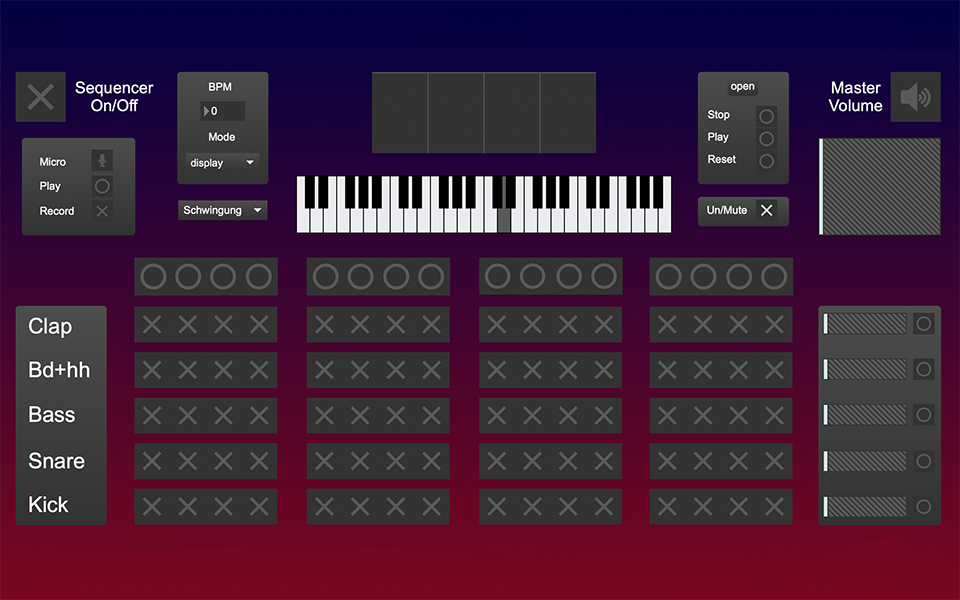 Sequencer
On/Off
Micro
Play
Record
BPM
0
Mode
display
Schwingung
open
Stop
Play
Reset
Un/Mute
Master
Volume
Clap
Bd+hh
Bass
Snare
Kick